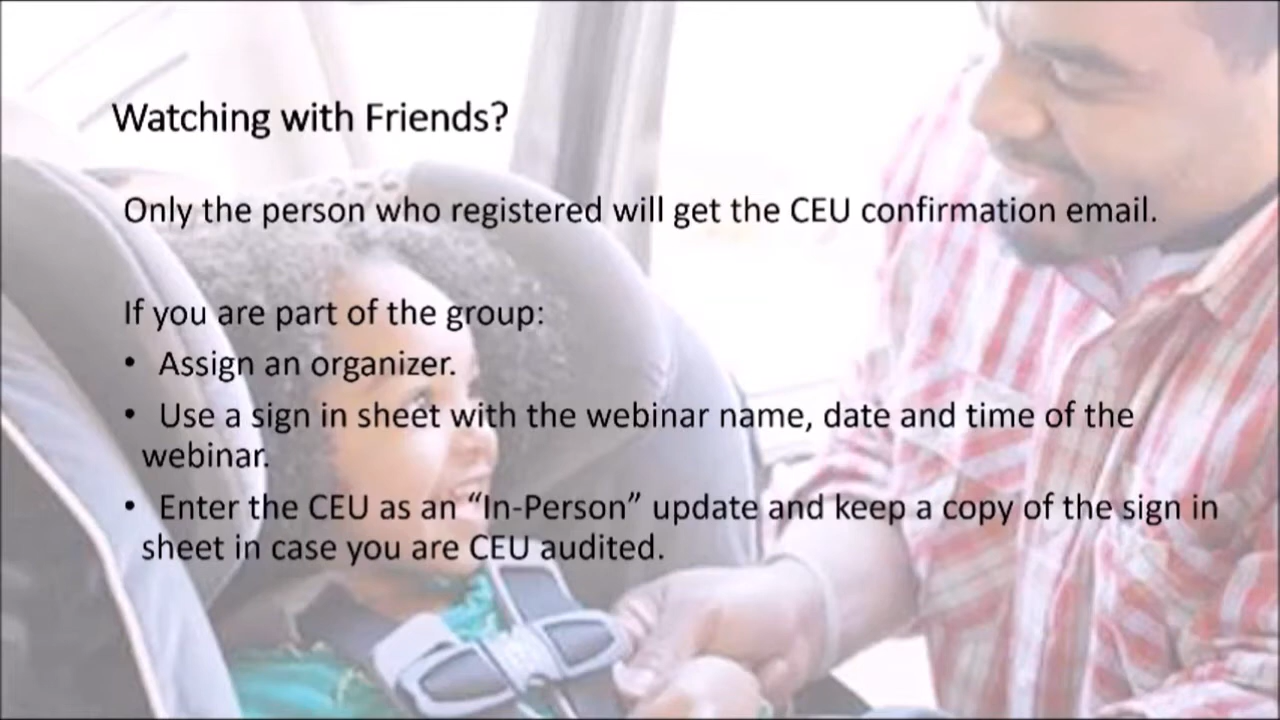 Watching with Friends?
Only the person who registered will get the CEU confirmation email.
If you are part of the group:
• Assign an organizer.
• Use a sign in sheet with the webinar name, date and time of the
webinar.
• Enter the CEU as an “In-Person” update and keep a copy of the sign in
sheet in case you are CEU audited.